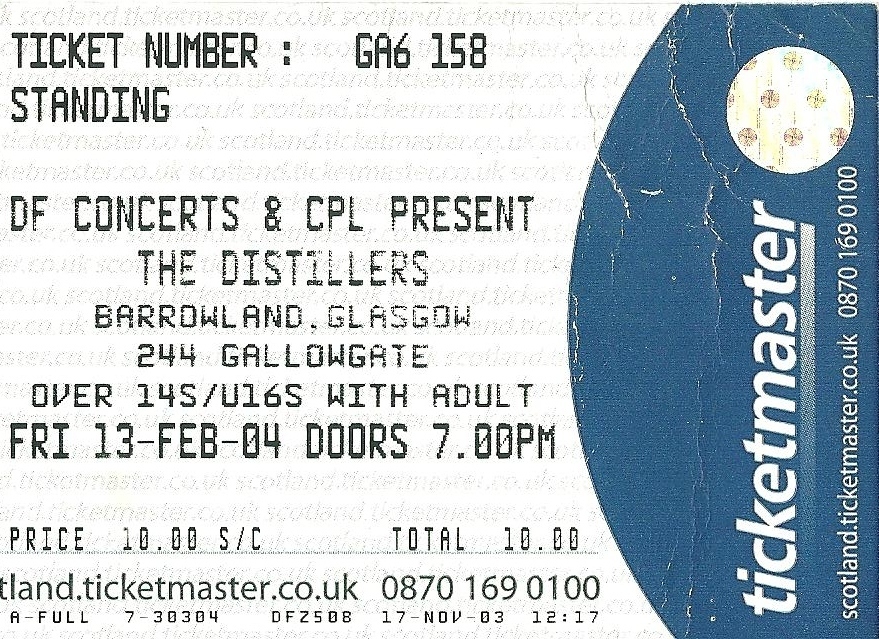 TICKET NUMBER : GA6 158
STANDING
DF CONCERTS & CPL PRESENT
THE DISTILLERS
BARROWLAND,GLASGOW
244 GALLOWGATE
OVER 14S/U16S WITH ADULT
FRI 13-FEB-04 DOORS 7.00PM
PRICE 10.00 S/C TOTAL 10.00
tland.ticketmaster.co.uk 0870 169 0100
A-FULL 7-30304 DFZ508 17-NOV-03 12:17
ticketmaster
scotland.ticketmaster.co.uk 0870 169 0100